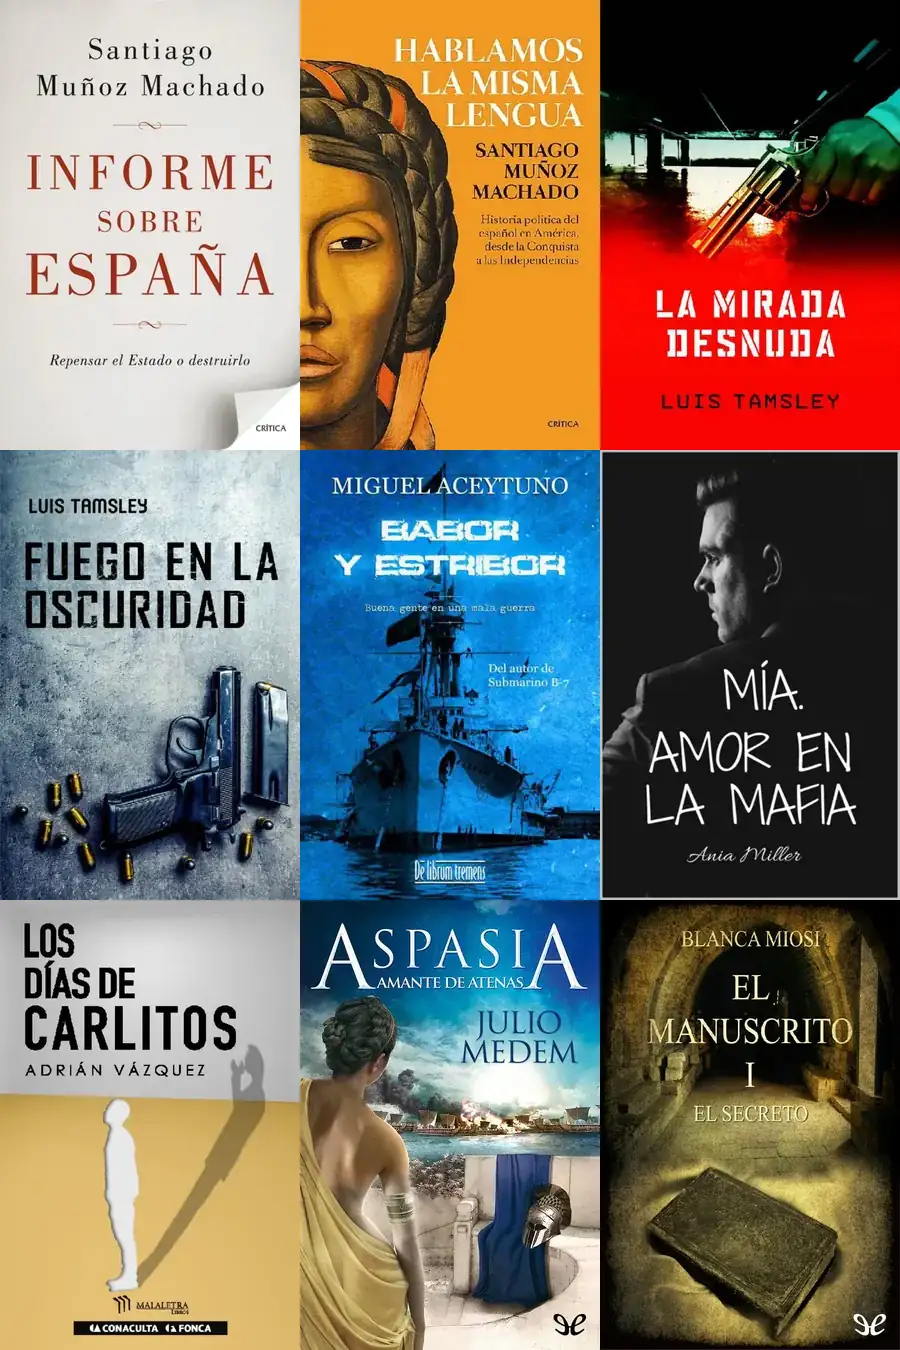 Santiago
Muñoz Machado
INFORME
SOBRE
ESPAÑA
Repensar el Estado o destruirlo
CRÍTICA
HABLAMOS
LA MISMA
LENGUA
SANTIAGO
MUÑOZ
MACHADO
Historia política del
español en América,
desde la Conquista
a las Independencias
CRÍTICA
LA MIRADA
DESNUDA
LUIS TAMSLEY
LUIS TAMSLEY
FUEGO EN LA
OSCURIDAD
MIGUEL ACEYTUNO
BABOR
Y ESTRIBOR
Buena gente en una mala guerra
Del autor de
Submarino B-7
De librum tremens
MÍA.
AMOR EN
LA MAFIA
Ania Miller
LOS
DÍAS DE
CARLITOS
ADRIÁN VÁZQUEZ
MALALETRA
LIBROS
CONACULTA FONCA
ASPASIA
AMANTE DE ATENAS
JULIO
MEDEM
BLANCA MIOSI
EL
MANUSCRITO
I
EL SECRETO